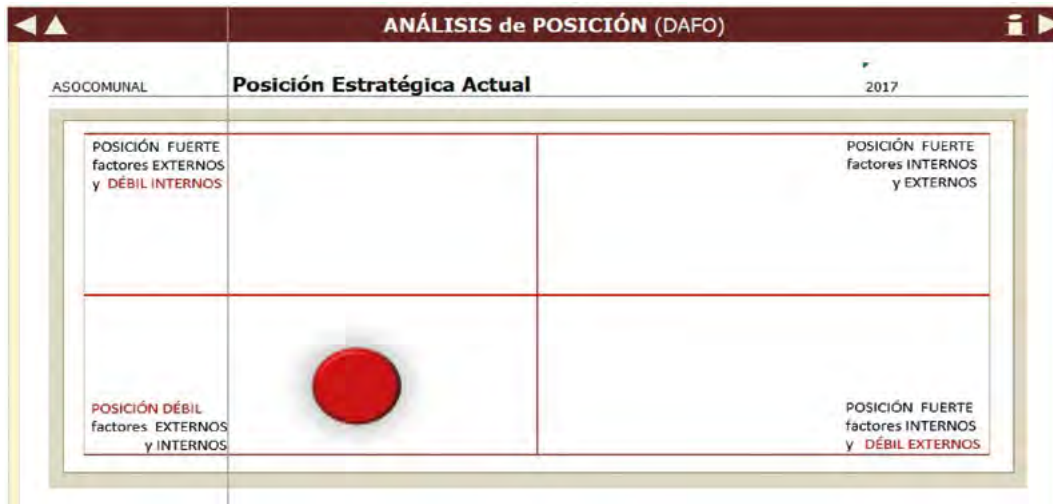 ANÁLISIS de POSICIÓN (DAFO)
ASOCOMUNAL
Posición Estratégica Actual
2017
POSICIÓN FUERTE
factores EXTERNOS
y DÉBIL INTERNOS
POSICIÓN FUERTE
factores INTERNOS
y EXTERNOS
POSICIÓN DÉBIL
factores EXTERNOS
y INTERNOS
POSICIÓN FUERTE
factores INTERNOS
y DÉBIL EXTERNOS